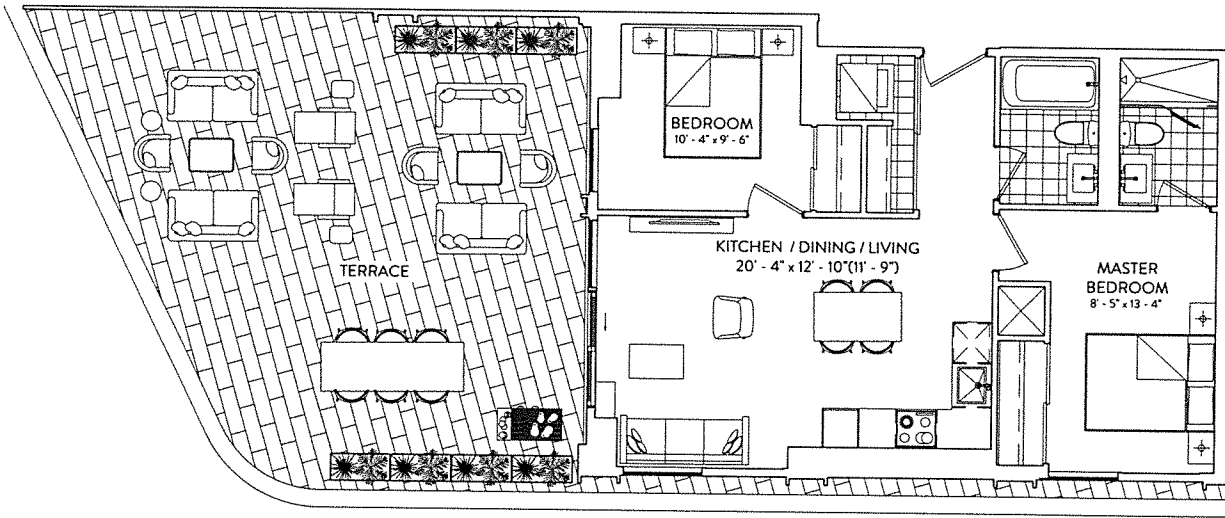 BEDROOM
10' - 4" x 9' - 6"
KITCHEN / DINING / LIVING
20' - 4" x 12' - 10"(11' - 9")
TERRACE
MASTER
BEDROOM
8' - 5" x 13 - 4"